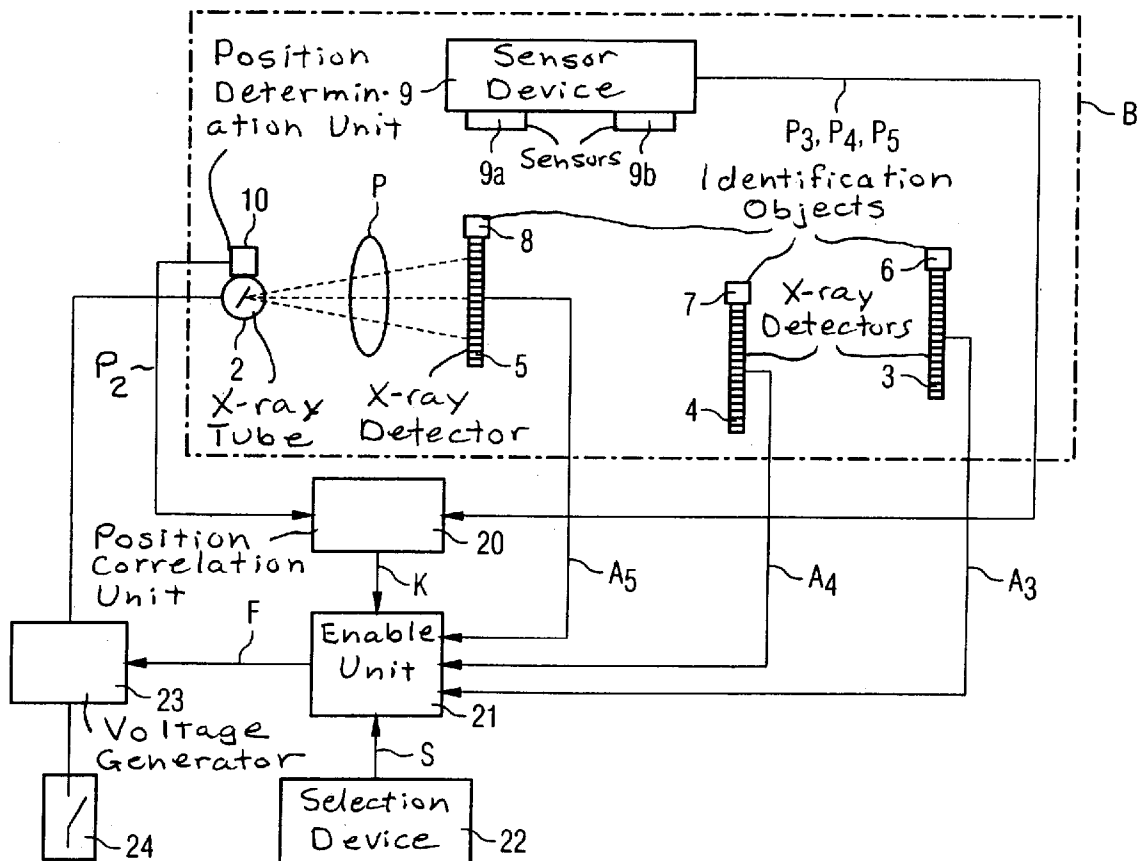 Position
Determin-
ation Unit
9
Sensor
Device
B
9a
Sensors
9b
P3, P4, P5
Identification
Objects
10
P
8
7
6
X-ray
Detectors
P2
2
5
4
3
X-ray
Tube
X-ray
Detector
Position
Correlation
Unit
20
K
A5
A4
A3
F
Enable
Unit
21
23
Voltage
Generator
S
24
Selection
Device
22